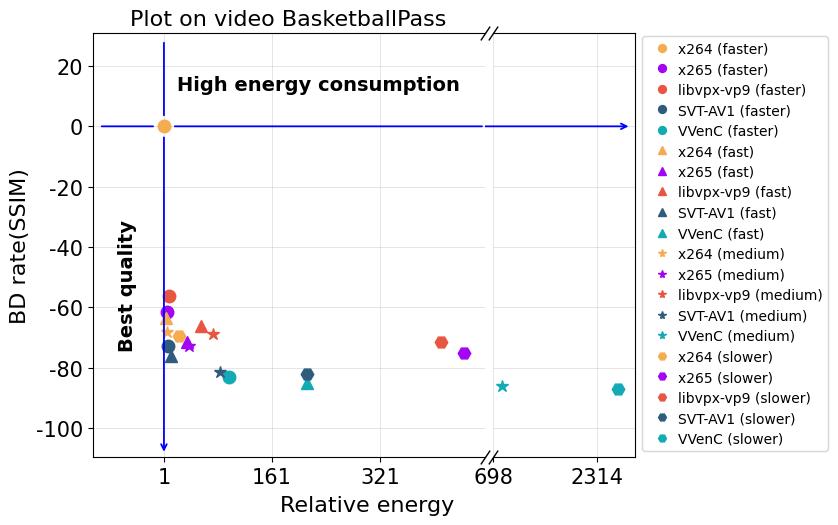 Plot on video BasketballPass
20
0
-20
-40
-60
-80
-100
BD rate(SSIM)
High energy consumption
Best quality
1
161
321
698
2314
Relative energy
x264 (faster)
x265 (faster)
libvpx-vp9 (faster)
SVT-AV1 (faster)
VVenC (faster)
x264 (fast)
x265 (fast)
libvpx-vp9 (fast)
SVT-AV1 (fast)
VVenC (fast)
x264 (medium)
x265 (medium)
libvpx-vp9 (medium)
SVT-AV1 (medium)
VVenC (medium)
x264 (slower)
x265 (slower)
libvpx-vp9 (slower)
SVT-AV1 (slower)
VVenC (slower)